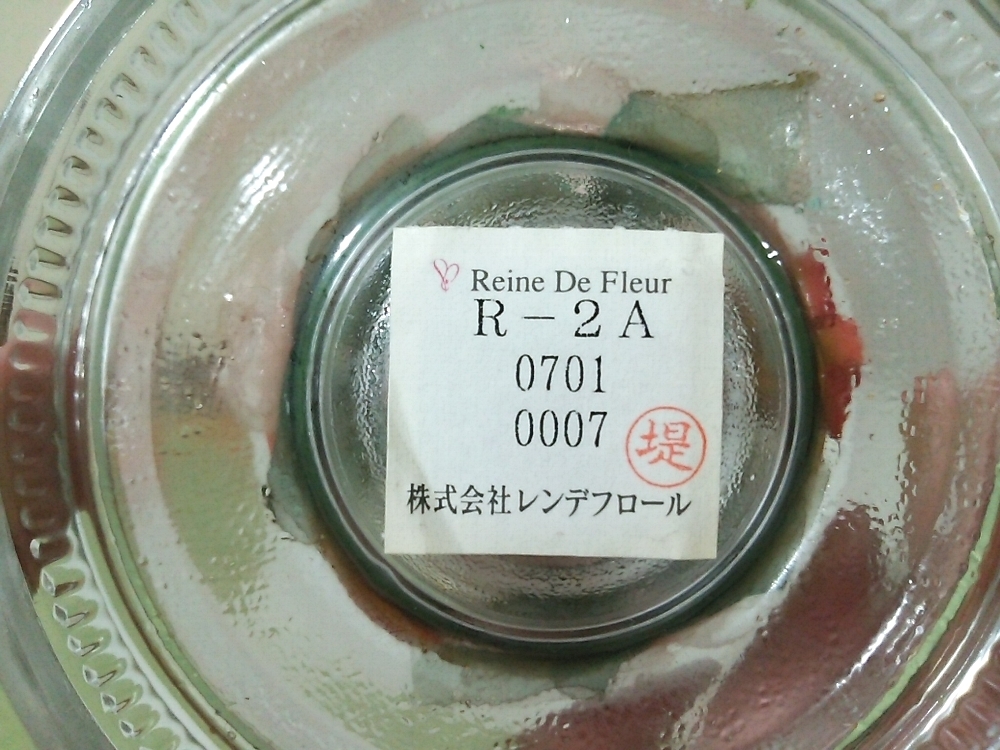 Reine De Fleur
R－2A
0701
0007
堤
株式会社レンデフロール